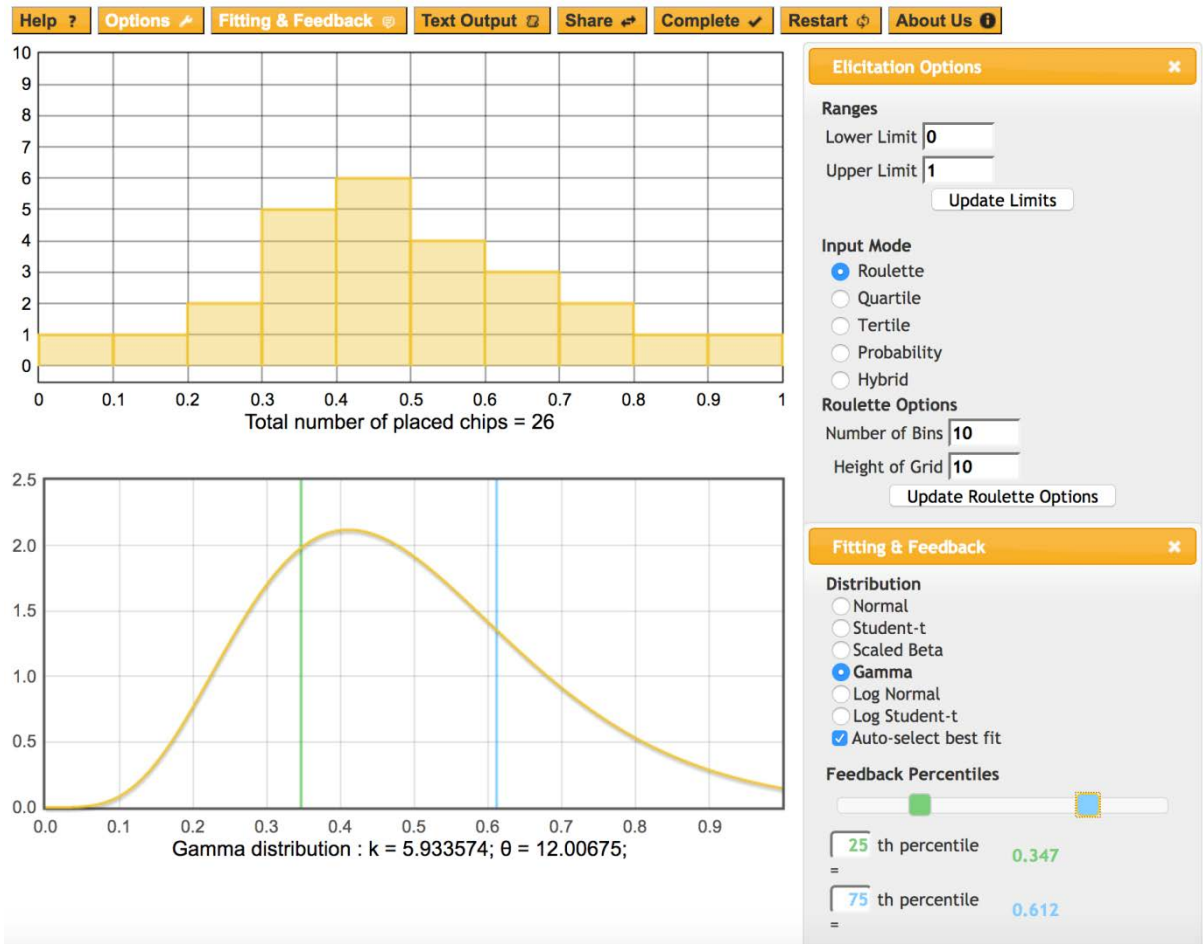 Help ? Options Fitting & Feedback Text Output Share Complete Restart About Us
10
9
8
7
6
5
4
3
2
1
0
0 0.1 0.2 0.3 0.4 0.5 0.6 0.7 0.8 0.9 1
Total number of placed chips = 26
2.5
2.0
1.5
1.0
0.5
0.0
0.0 0.1 0.2 0.3 0.4 0.5 0.6 0.7 0.8 0.9
Gamma distribution : k = 5.933574; θ = 12.00675;
Elicitation Options
Ranges
Lower Limit 0
Upper Limit 1
Update Limits
Input Mode
Roulette
Quartile
Tertile
Probability
Hybrid
Roulette Options
Number of Bins 10
Height of Grid 10
Update Roulette Options
Fitting & Feedback
Distribution
Normal
Student-t
Scaled Beta
Gamma
Log Normal
Log Student-t
Auto-select best fit
Feedback Percentiles
25 th percentile 0.347
=
75 th percentile 0.612
=